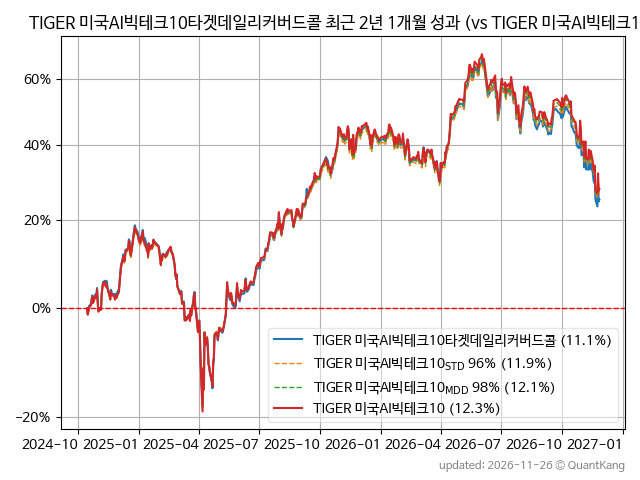 TIGER 미국AI빅테크10타겟데일리커버드콜 최근 2년 1개월 성과 (vs TIGER 미국AI빅테크1
60%
40%
20%
0%
−20%
TIGER 미국AI빅테크10타겟데일리커버드콜 (11.1%)
TIGER 미국AI빅테크10STD 96% (11.9%)
TIGER 미국AI빅테크10MDD 98% (12.1%)
TIGER 미국AI빅테크10 (12.3%)
2024−10 2025−01 2025−04 2025−07 2025−10 2026−01 2026−04 2026−07 2026−10 2027−01
updated: 2026-11-26 © QuantKang